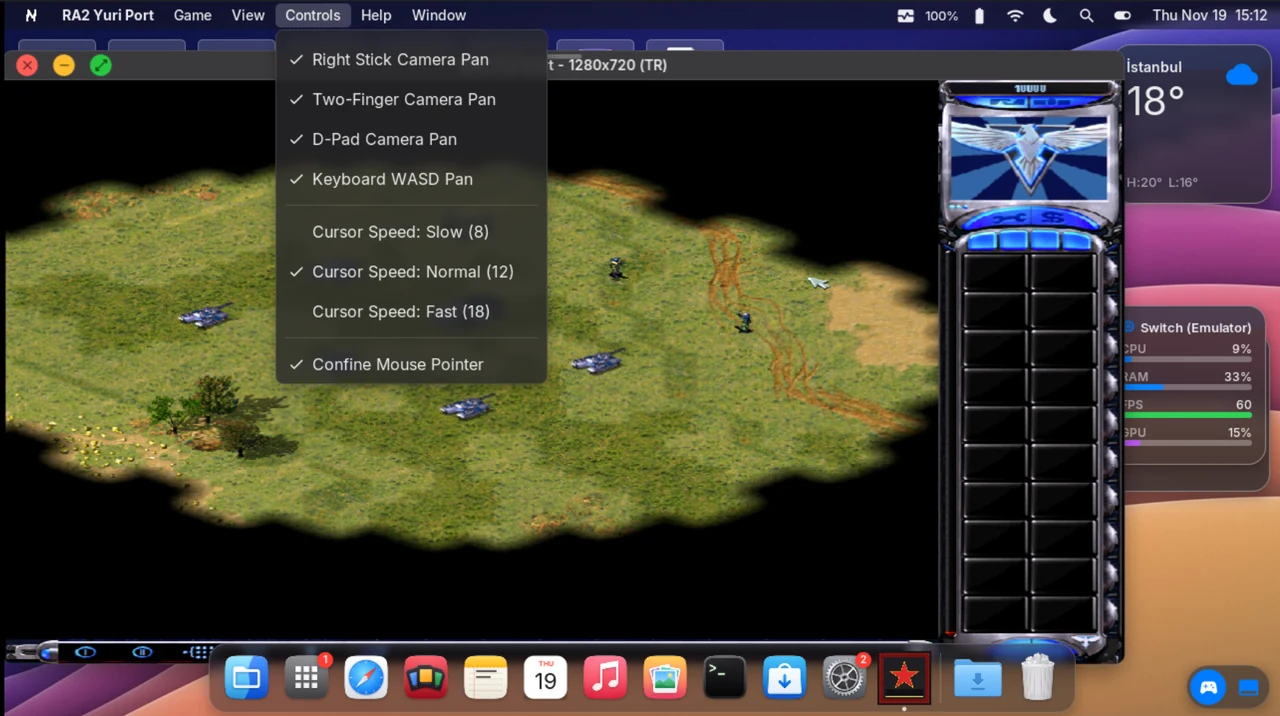 RA2 Yuri Port Game View Controls Help Window 100% Thu Nov 19 15:12
t - 1280x720 (TR)
Right Stick Camera Pan
Two-Finger Camera Pan
D-Pad Camera Pan
Keyboard WASD Pan
Cursor Speed: Slow (8)
Cursor Speed: Normal (12)
Cursor Speed: Fast (18)
Confine Mouse Pointer
10000
$
İstanbul
18°
H:20° L:16°
Switch (Emulator)
CPU 9%
RAM 33%
FPS 60
GPU 15%
I II
1
THU
19
>-
2